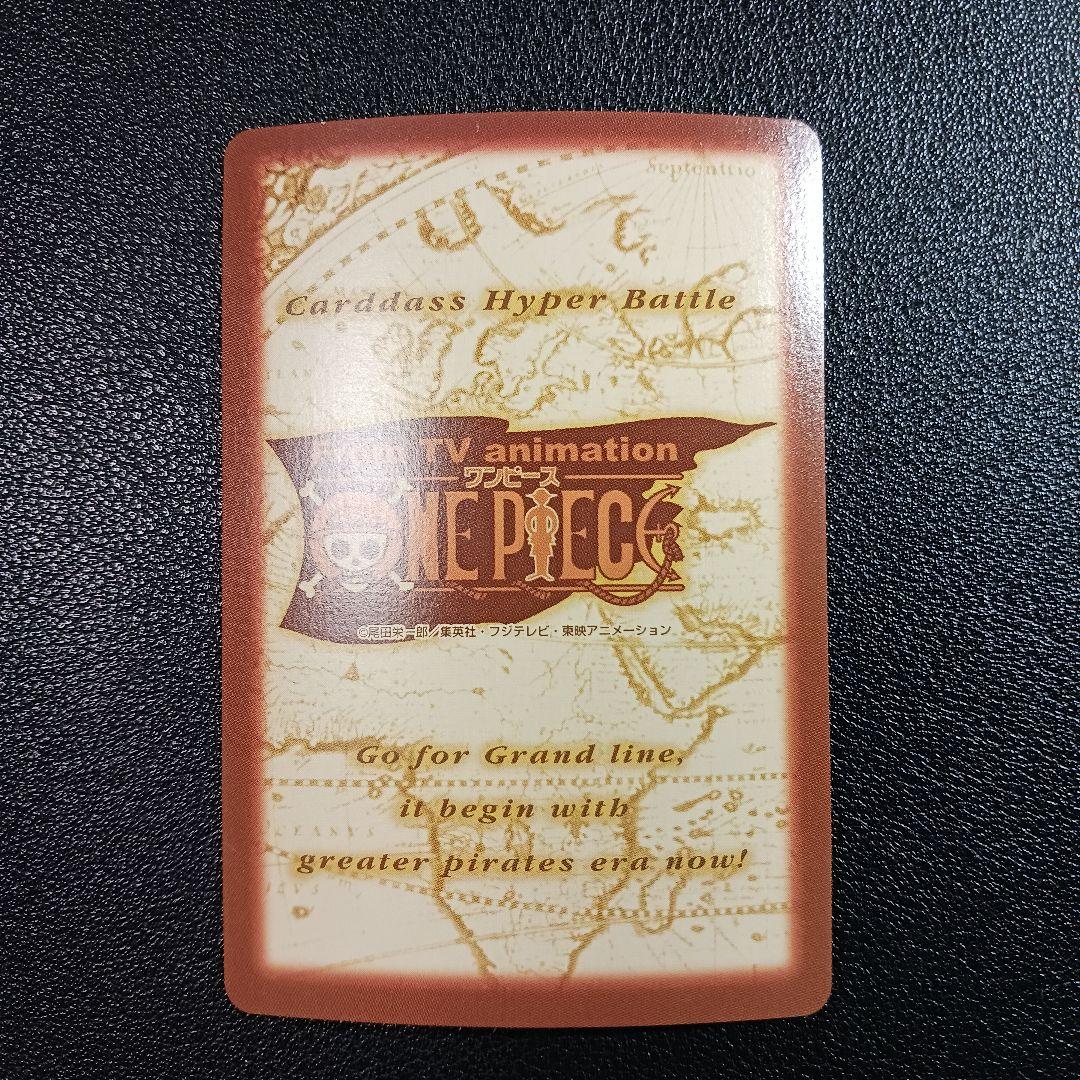 Septentrio
Carddass Hyper Battle
From TV animation
ワンピース
ONE PIECE
©尾田栄一郎／集英社・フジテレビ・東映アニメーション
Go for Grand line,
it begin with
greater pirates era now!